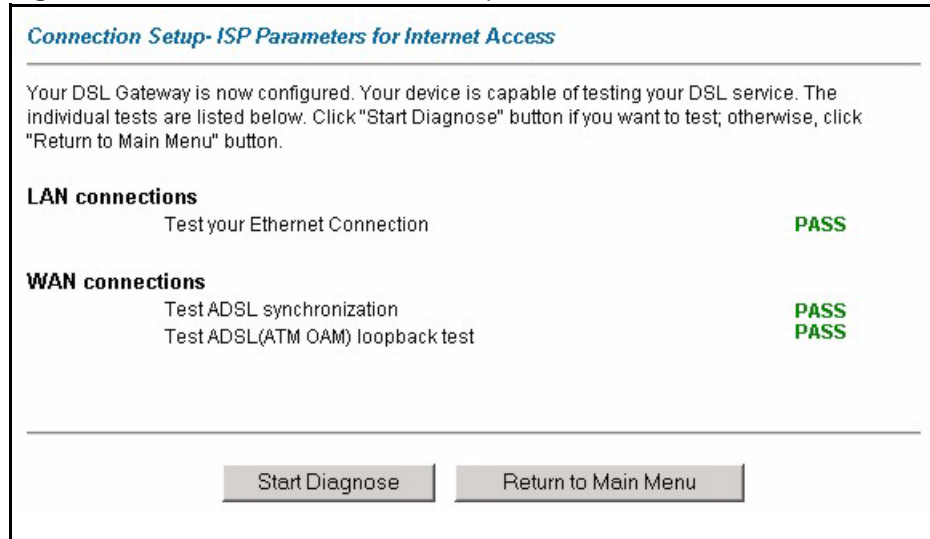 Connection Setup- ISP Parameters for Internet Access
Your DSL Gateway is now configured. Your device is capable of testing your DSL service. The
individual tests are listed below. Click "Start Diagnose" button if you want to test; otherwise, click
"Return to Main Menu" button.
LAN connections
Test your Ethernet Connection PASS
WAN connections
Test ADSL synchronization PASS
Test ADSL(ATM OAM) loopback test PASS
Start Diagnose Return to Main Menu